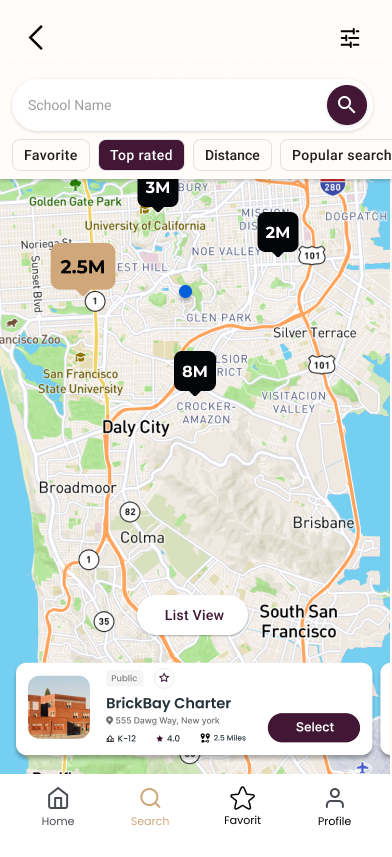 School Name
Favorite
Top rated
Distance
Popular search
280
3M
BURY
Golden Gate Park
University of California
MISSION
DIS
DOGPATCH
2M
Noriega St
NOE VALLEY
101
2.5M
EST HILL
Sunset Blvd
1
GLEN PARK
ancisco Zoo
Silver Terrace
San Francisco
State University
8M
SIOR
RICT
101
CROCKER-
AMAZON
VISITACION
VALLEY
Daly City
Broadmoor
82
Brisbane
Colma
1
List View
35
South San
Francisco
Public
BrickBay Charter
555 Dawg Way, New york
K-12
4.0
2.5 Miles
Select
Home
Search
Favorit
Profile